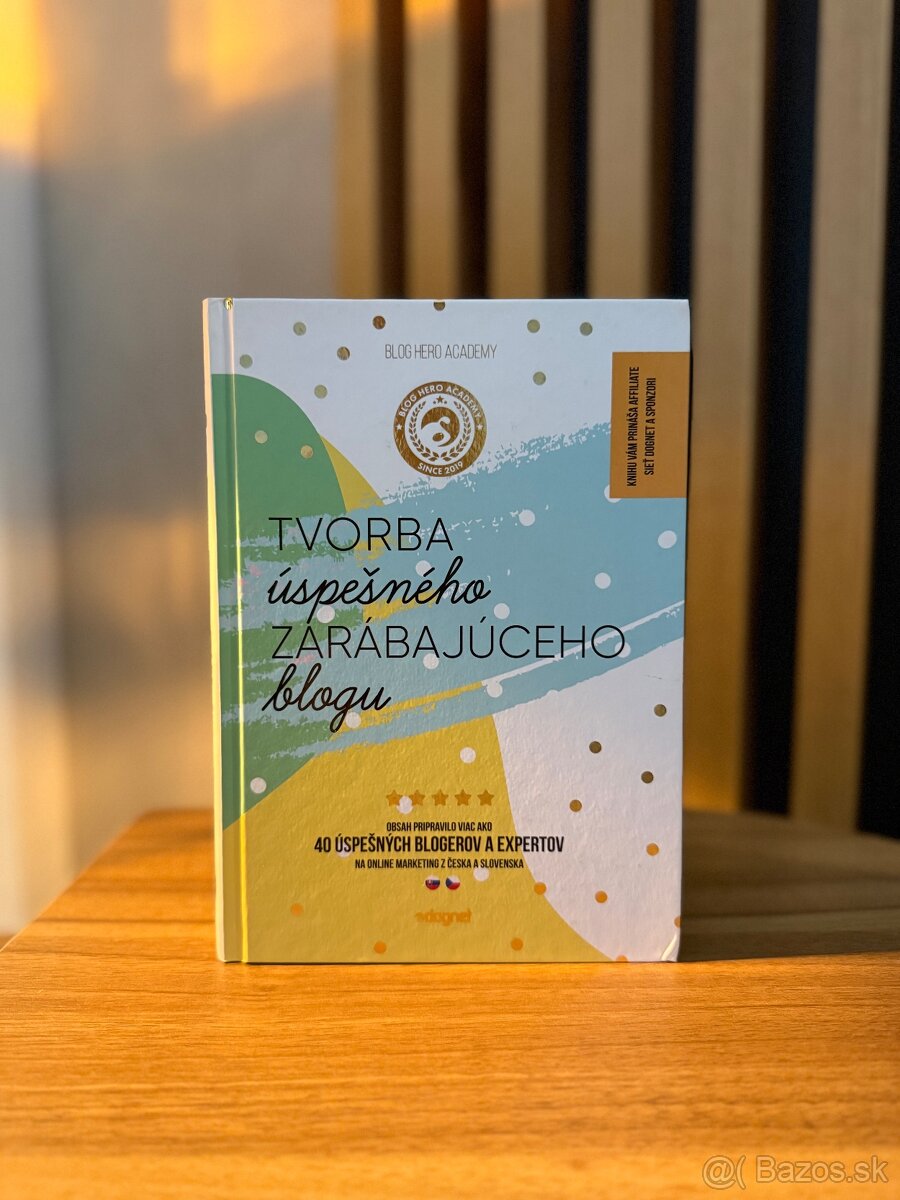 BLOG HERO ACADEMY
BLOG HERO AČADEMY
SINCE 2019
KNIHU VÁM PRINÁŠA AFFILIATE
SIEŤ DOGNET A SPONZORI
TVORBA
úspešného
ZARÁBAJÚCEHO
blogu
OBSAH PRIPRAVILO VIAC AKO
40 ÚSPEŠNÝCH BLOGEROV A EXPERTOV
NA ONLINE MARKETING Z ČESKA A SLOVENSKA
dognet
@( Bazos.sk